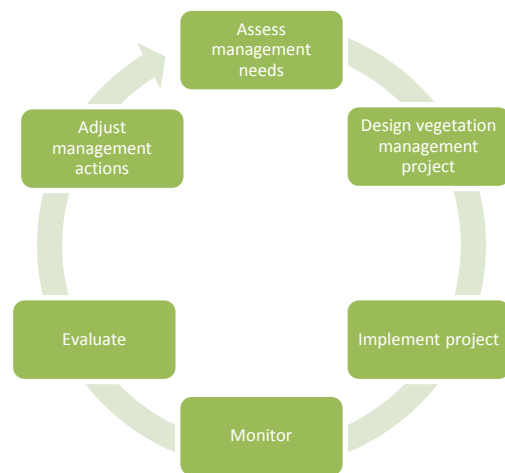 Assess
management
needs
Design vegetation
management
project
Implement project
Monitor
Evaluate
Adjust
management
actions